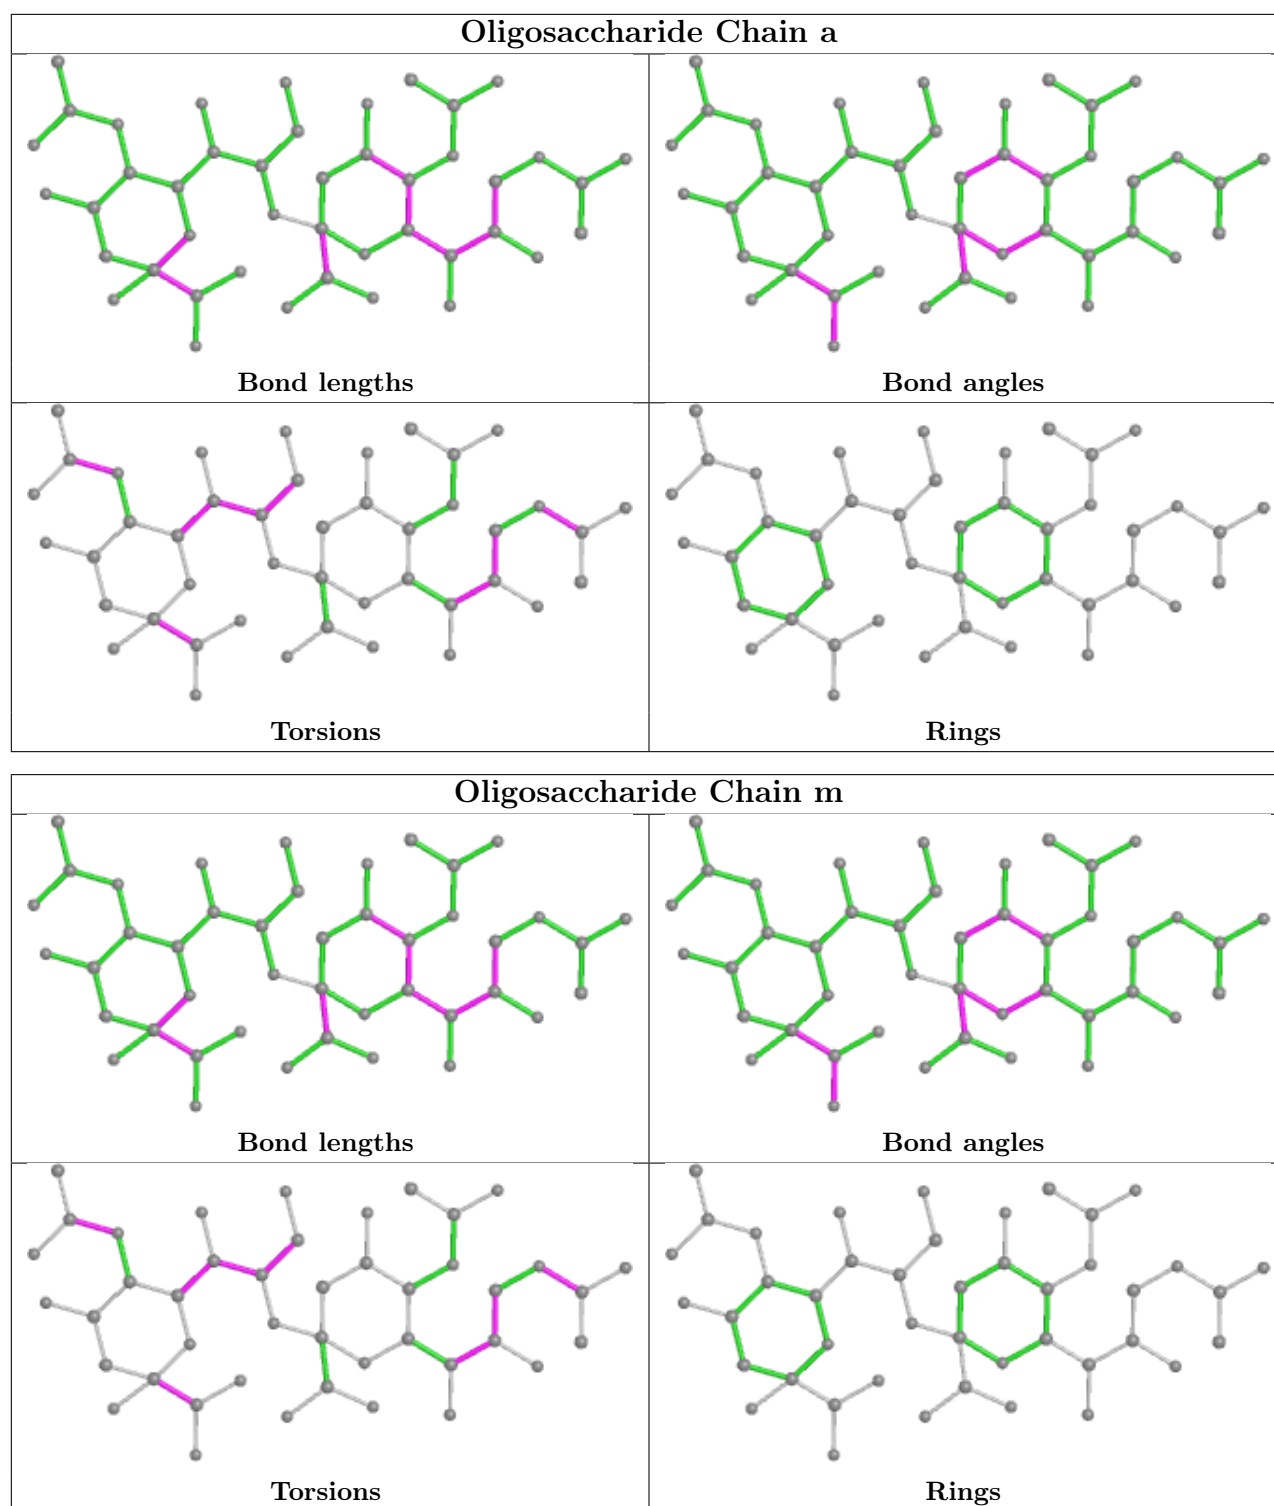 Oligosaccharide Chain a
Bond lengths
Bond angles
Torsions
Rings
Oligosaccharide Chain m
Bond lengths
Bond angles
Torsions
Rings